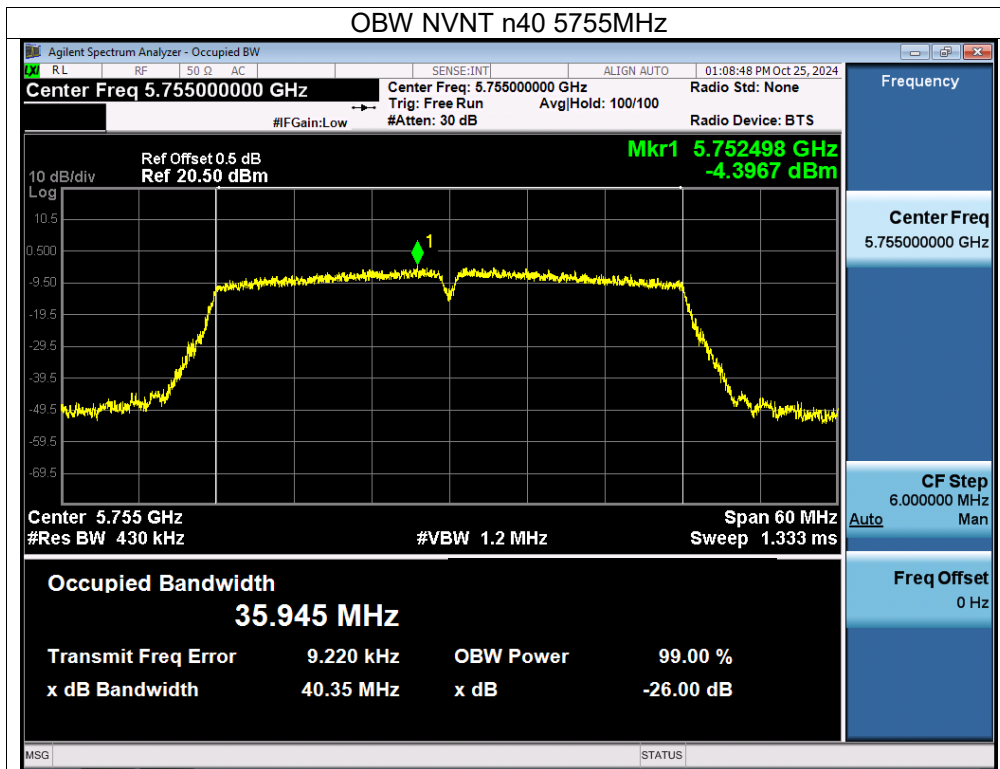 OBW NVNT n40 5755MHz
Agilent Spectrum Analyzer - Occupied BW
LXI RL RF 50 Ω AC SENSE:INT ALIGN AUTO 01:08:48 PM Oct 25, 2024
Center Freq 5.755000000 GHz
Center Freq: 5.755000000 GHz Radio Std: None
Trig: Free Run Avg|Hold: 100/100
#IFGain:Low #Atten: 30 dB Radio Device: BTS
Frequency
Ref Offset 0.5 dB Mkr1 5.752498 GHz
10 dB/div Ref 20.50 dBm -4.3967 dBm
Log
10.5
0.500
-9.50
-19.5
-29.5
-39.5
-49.5
-59.5
-69.5
1
Center 5.755 GHz Span 60 MHz
#Res BW 430 kHz #VBW 1.2 MHz Sweep 1.333 ms
Occupied Bandwidth
35.945 MHz
Transmit Freq Error 9.220 kHz OBW Power 99.00 %
x dB Bandwidth 40.35 MHz x dB -26.00 dB
Center Freq
5.755000000 GHz
CF Step
6.000000 MHz
Auto Man
Freq Offset
0 Hz
MSG STATUS